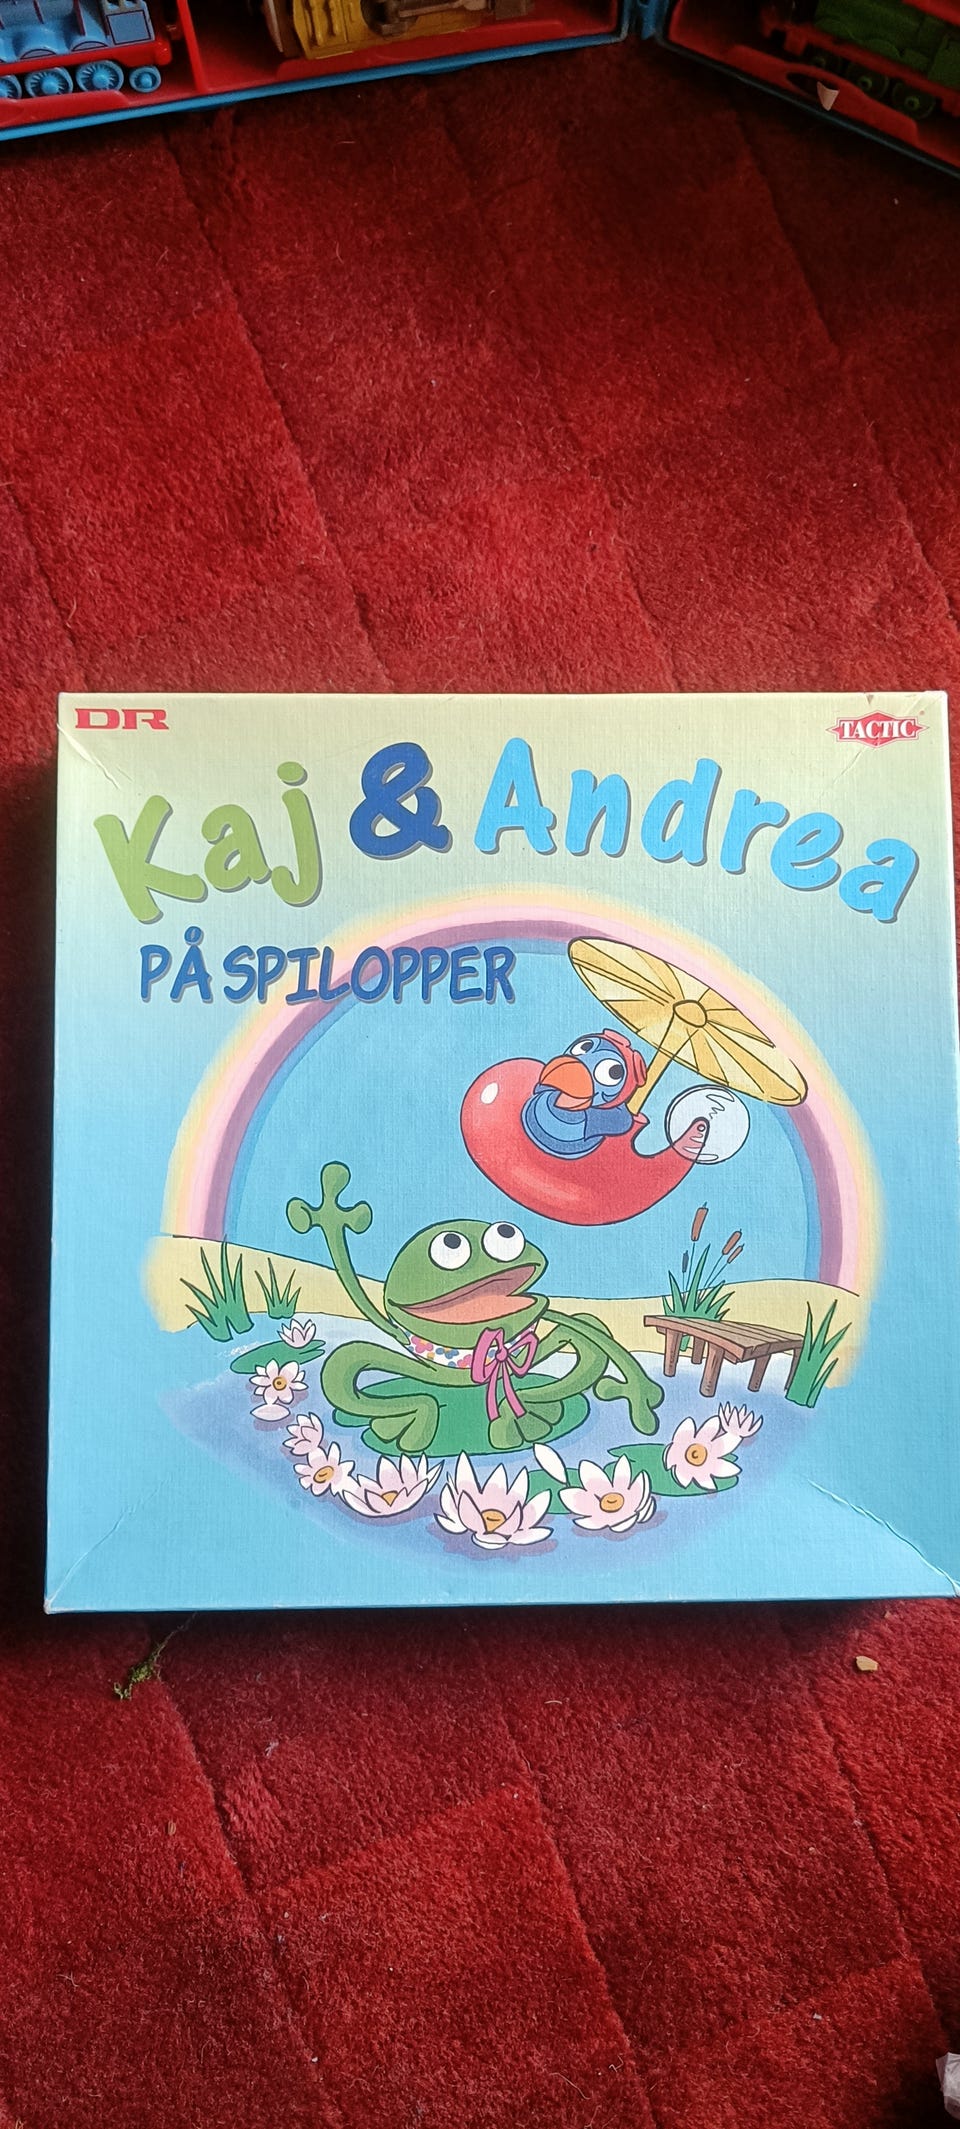 DR
TACTIC
Kaj & Andrea
PÅ SPILOPPER